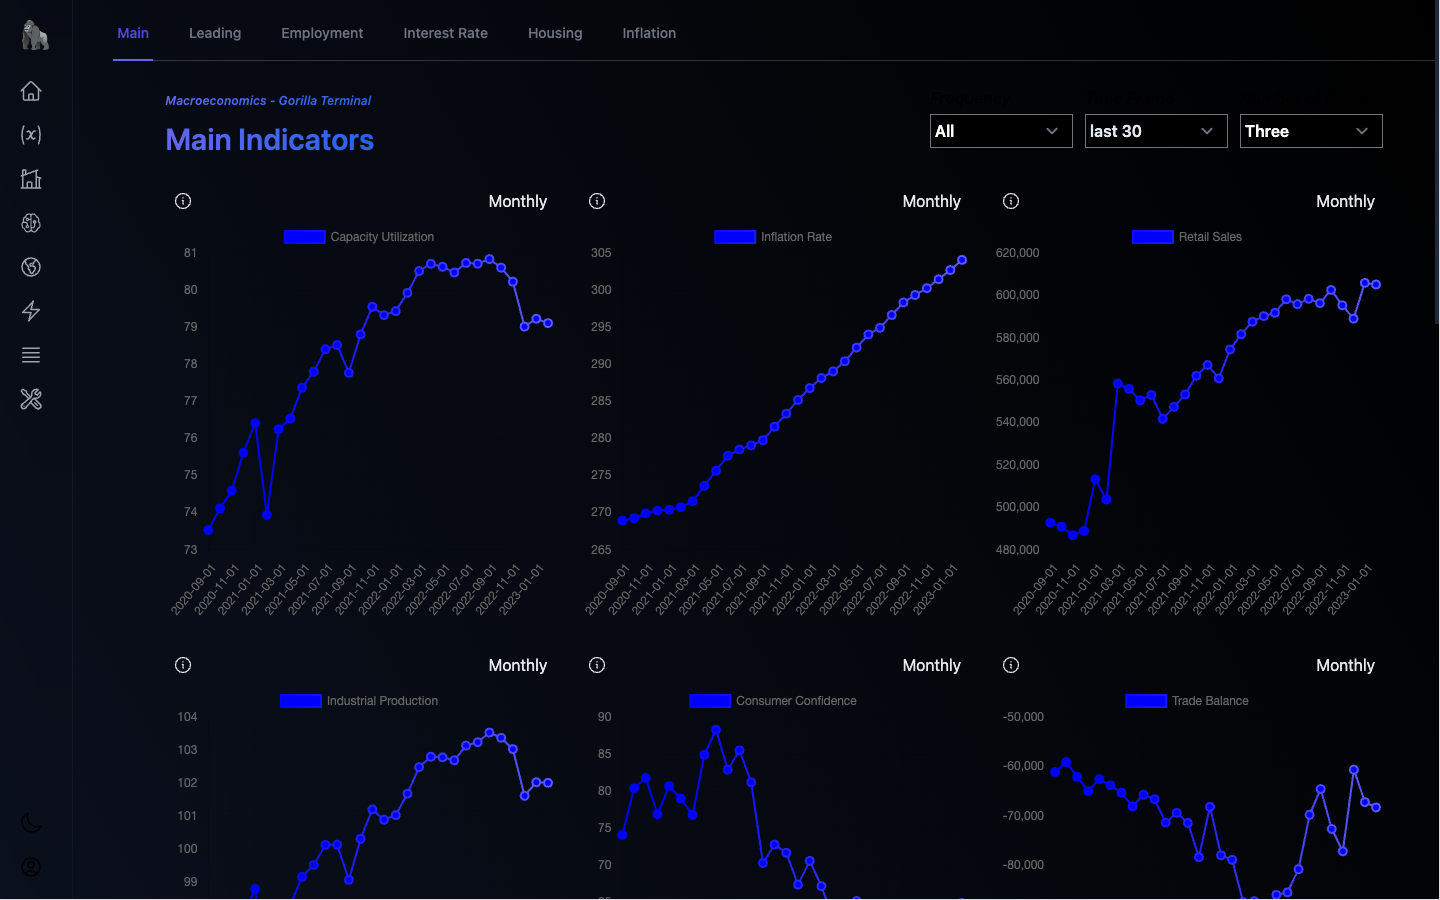 Main Leading Employment Interest Rate Housing Inflation
Macroeconomics - Gorilla Terminal
Main Indicators
Frequency Time Frame
All last 30 Three
Monthly Monthly Monthly
Capacity Utilization
81
80
79
78
77
76
75
74
73
2020-09-01 2020-11-01 2021-01-01 2021-03-01 2021-05-01 2021-07-01 2021-09-01 2021-11-01 2022-01-01 2022-03-01 2022-05-01 2022-07-01 2022-09-01 2022-11-01 2023-01-01
Inflation Rate
305
300
295
290
285
280
275
270
265
2020-09-01 2020-11-01 2021-01-01 2021-03-01 2021-05-01 2021-07-01 2021-09-01 2021-11-01 2022-01-01 2022-03-01 2022-05-01 2022-07-01 2022-09-01 2022-11-01 2023-01-01
Retail Sales
620,000
600,000
580,000
560,000
540,000
520,000
500,000
480,000
2020-09-01 2020-11-01 2021-01-01 2021-03-01 2021-05-01 2021-07-01 2021-09-01 2021-11-01 2022-01-01 2022-03-01 2022-05-01 2022-07-01 2022-09-01 2022-11-01 2023-01-01
Monthly Monthly Monthly
Industrial Production
104
103
102
101
100
99
Consumer Confidence
90
85
80
75
70
65
Trade Balance
-50,000
-60,000
-70,000
-80,000